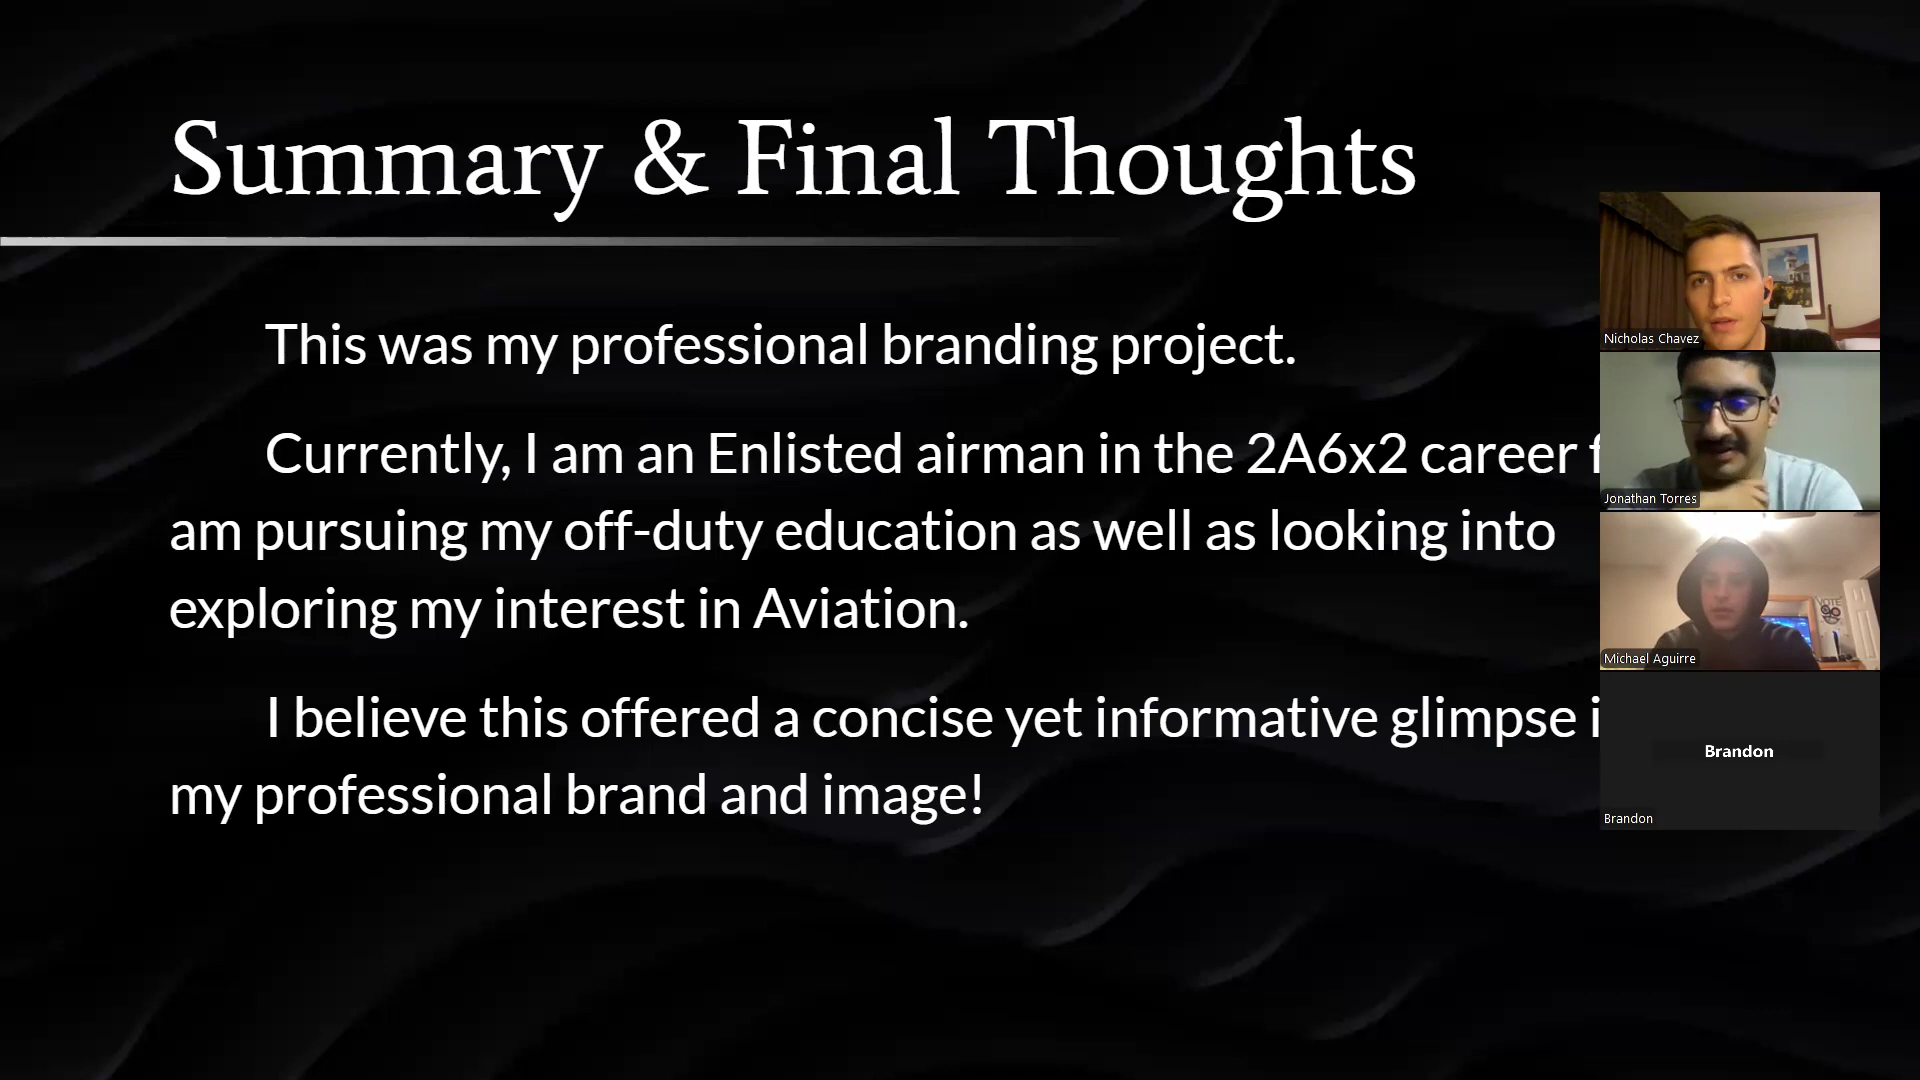 Summary & Final Thoughts
This was my professional branding project.
Currently, I am an Enlisted airman in the 2A6x2 career
am pursuing my off-duty education as well as looking into
exploring my interest in Aviation.
I believe this offered a concise yet informative glimpse
my professional brand and image!
Nicholas Chavez
Jonathan Torres
VOTE
Michael Aguirre
Brandon
Brandon